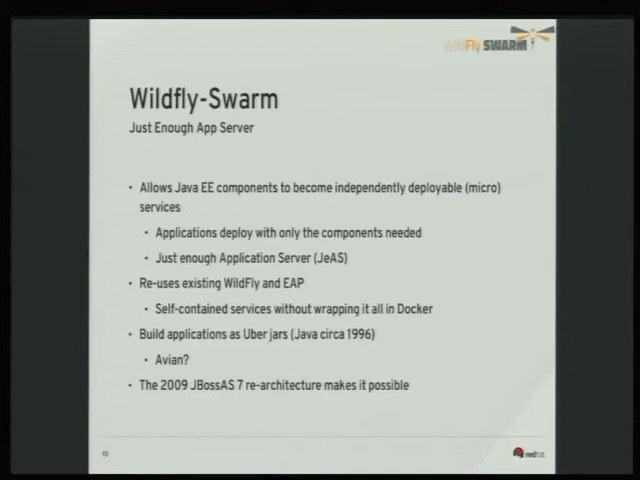 WildFly SWARM
Wildfly-Swarm
Just Enough App Server
• Allows Java EE components to become independently deployable (micro)
services
• Applications deploy with only the components needed
• Just enough Application Server (JeAS)
• Re-uses existing WildFly and EAP
• Self-contained services without wrapping it all in Docker
• Build applications as Uber jars (Java circa 1996)
• Avian?
• The 2009 JBossAS 7 re-architecture makes it possible
10
redhat